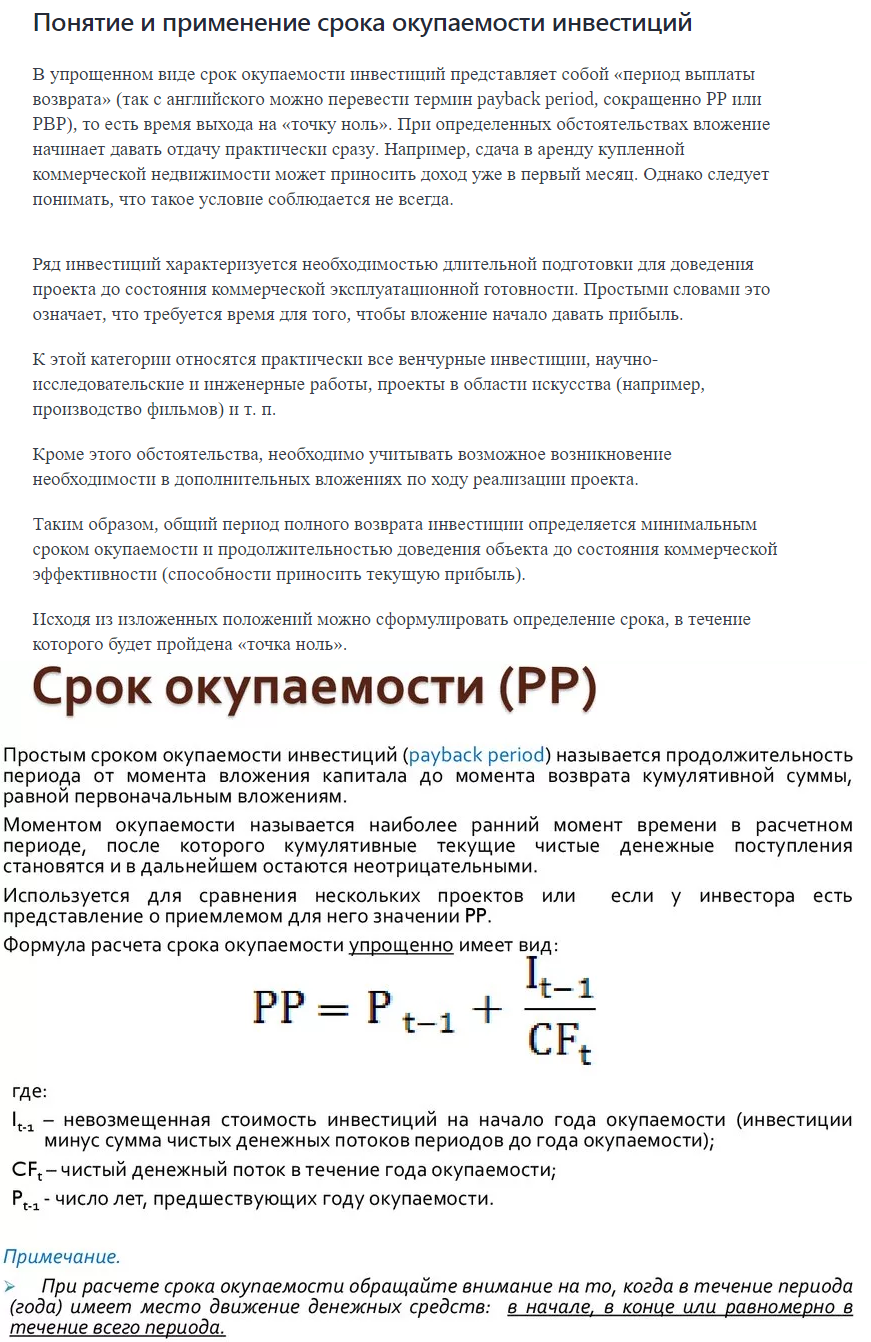 Понятие и применение срока окупаемости инвестиций
В упрощенном виде срок окупаемости инвестиций представляет собой «период выплаты
возврата» (так с английского можно перевести термин payback period, сокращенно PP или
PBP), то есть время выхода на «точку ноль». При определенных обстоятельствах вложение
начинает давать отдачу практически сразу. Например, сдача в аренду купленной
коммерческой недвижимости может приносить доход уже в первый месяц. Однако следует
понимать, что такое условие соблюдается не всегда.
Ряд инвестиций характеризуется необходимостью длительной подготовки для доведения
проекта до состояния коммерческой эксплуатационной готовности. Простыми словами это
означает, что требуется время для того, чтобы вложение начало давать прибыль.
К этой категории относятся практически все венчурные инвестиции, научно-
исследовательские и инженерные работы, проекты в области искусства (например,
производство фильмов) и т. п.
Кроме этого обстоятельства, необходимо учитывать возможное возникновение
необходимости в дополнительных вложениях по ходу реализации проекта.
Таким образом, общий период полного возврата инвестиции определяется минимальным
сроком окупаемости и продолжительностью доведения объекта до состояния коммерческой
эффективности (способности приносить текущую прибыль).
Исходя из изложенных положений можно сформулировать определение срока, в течение
которого будет пройдена «точка ноль».
Срок окупаемости (PP)
Простым сроком окупаемости инвестиций (payback period) называется продолжительность
периода от момента вложения капитала до момента возврата кумулятивной суммы,
равной первоначальным вложениям.
Моментом окупаемости называется наиболее ранний момент времени в расчетном
периоде, после которого кумулятивные текущие чистые денежные поступления
становятся и в дальнейшем остаются неотрицательными.
Используется для сравнения нескольких проектов или если у инвестора есть
представление о приемлемом для него значении PP.
Формула расчета срока окупаемости упрощенно имеет вид:
PP = P t−1 + I t−1 / CF t
где:
I t-1 – невозмещенная стоимость инвестиций на начало года окупаемости (инвестиции
минус сумма чистых денежных потоков периодов до года окупаемости);
CF t – чистый денежный поток в течение года окупаемости;
P t-1 - число лет, предшествующих году окупаемости.
Примечание.
➢ При расчете срока окупаемости обращайте внимание на то, когда в течение периода
(года) имеет место движение денежных средств: в начале, в конце или равномерно в
течение всего периода.